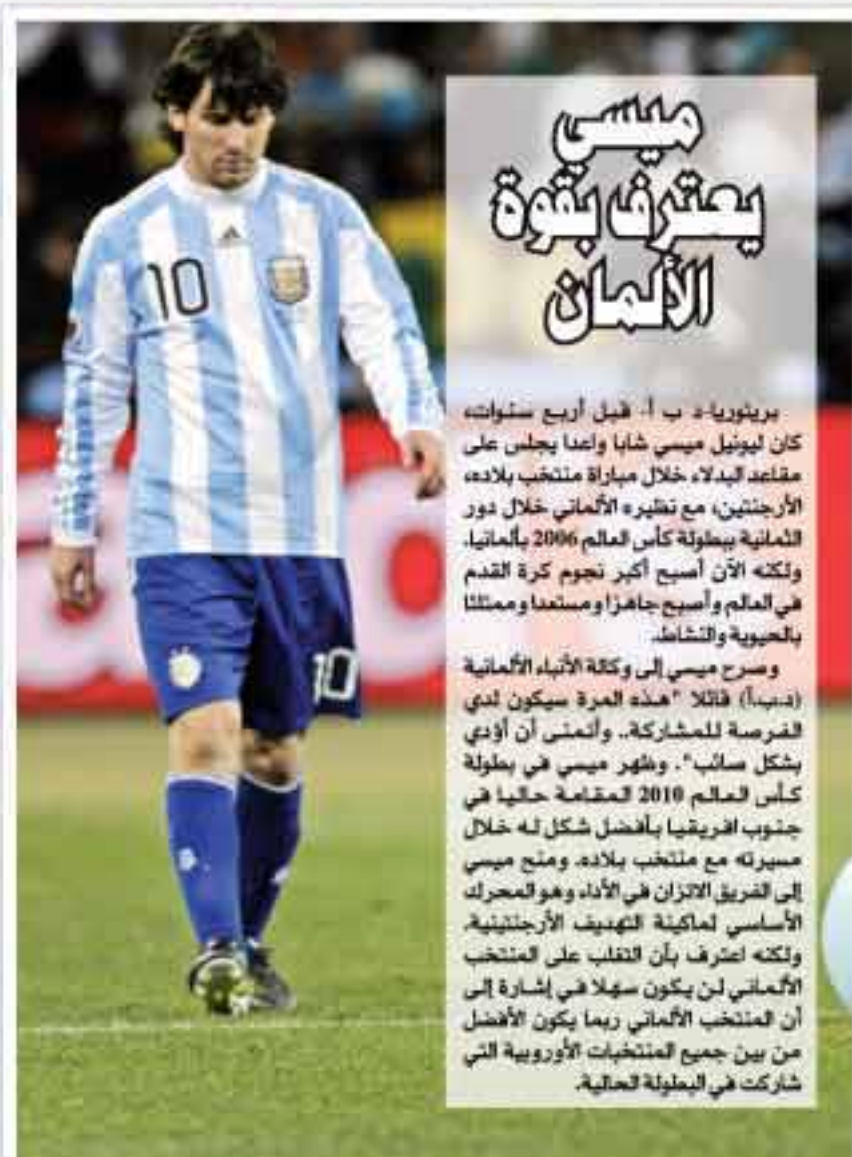 ميسي
يعترف بقوة
الألمان
بريتوريا-د ب أ- قبل أربع سنوات،
كان ليونيل ميسي شابا واعدا يجلس على
مقاعد البدلاء خلال مباراة منتخب بلاده،
الأرجنتين، مع نظيره الألماني خلال دور
الثمانية ببطولة كأس العالم 2006 بألمانيا.
ولكنه الآن أصبح أكبر نجوم كرة القدم
في العالم وأصبح جاهزا ومستعدا وممتلئا
بالحيوية والنشاط.
وصرح ميسي إلى وكالة الأنباء الألمانية
(د.ب.أ) قائلا "هذه المرة سيكون لدي
الفرصة للمشاركة.. وأتمنى أن أؤدي
بشكل صائب". وظهر ميسي في بطولة
كأس العالم 2010 المقامة حاليا في
جنوب افريقيا بأفضل شكل له خلال
مسيرته مع منتخب بلاده. ومنح ميسي
إلى الفريق الاتزان في الأداء وهو المحرك
الأساسي لماكينة التهديف الأرجنتينية.
ولكنه اعترف بأن التغلب على المنتخب
الألماني لن يكون سهلا في إشارة إلى
أن المنتخب الألماني ربما يكون الأفضل
من بين جميع المنتخبات الأوروبية التي
شاركت في البطولة الحالية.
10
10